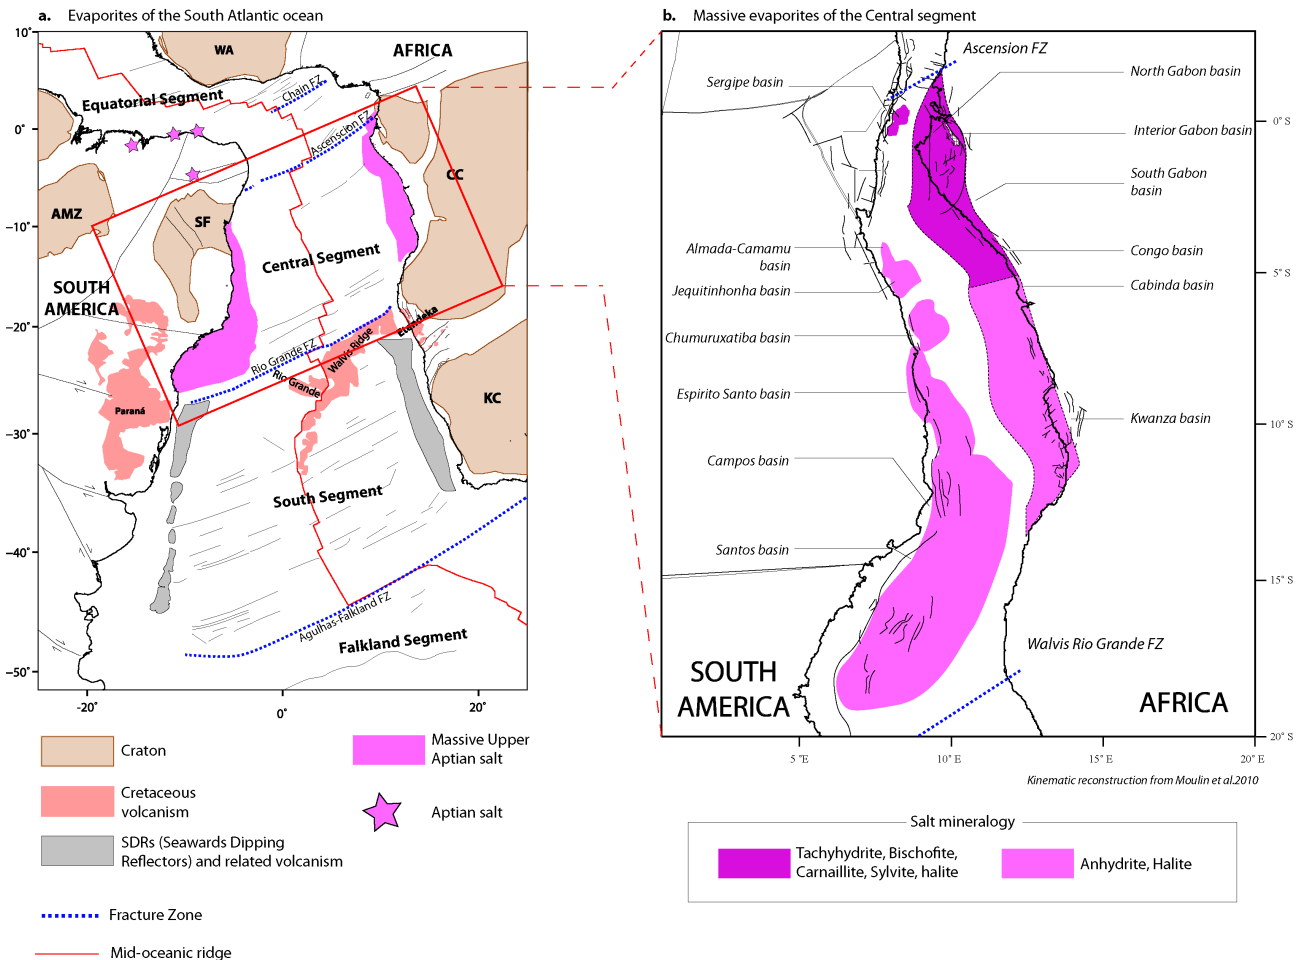 a. Evaporites of the South Atlantic ocean
10°
0°
−10°
−20°
−30°
−40°
−50°
-20°
0°
20°
WA
AFRICA
Equatorial Segment
Chain FZ
Ascenscion FZ
CC
AMZ
SF
Central Segment
SOUTH
AMERICA
Etendeka
Rio Grande FZ
Walvis Ridge
Rio Grande
Paraná
KC
South Segment
Agulhas-Falkland FZ
Falkland Segment
Craton
Cretaceous
volcanism
SDRs (Seawards Dipping
Reflectors) and related volcanism
Massive Upper
Aptian salt
Aptian salt
Fracture Zone
Mid-oceanic ridge
b. Massive evaporites of the Central segment
Ascension FZ
Sergipe basin
North Gabon basin
Interior Gabon basin
South Gabon
basin
Almada-Camamu
basin
Congo basin
Jequitinhonha basin
Cabinda basin
Chumuruxatiba basin
Espirito Santo basin
Kwanza basin
Campos basin
Santos basin
Walvis Rio Grande FZ
SOUTH
AMERICA
AFRICA
0° S
5° S
10° S
15° S
20° S
5 °E
10 °E
15 °E
20 °E
Kinematic reconstruction from Moulin et al.2010
Salt mineralogy
Tachyhydrite, Bischofite,
Carnaillite, Sylvite, halite
Anhydrite, Halite